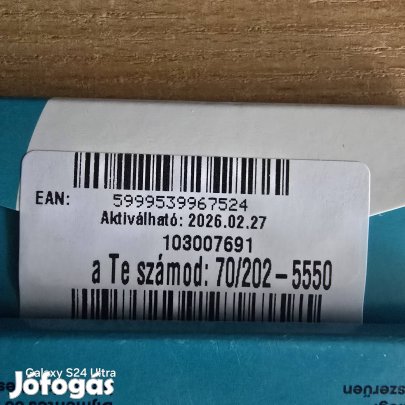 EAN: 5999539967524
Aktiválható: 2026.02.27
103007691
a Te számod: 70/202-5550
Galaxy S24 Ultra
Jófogás